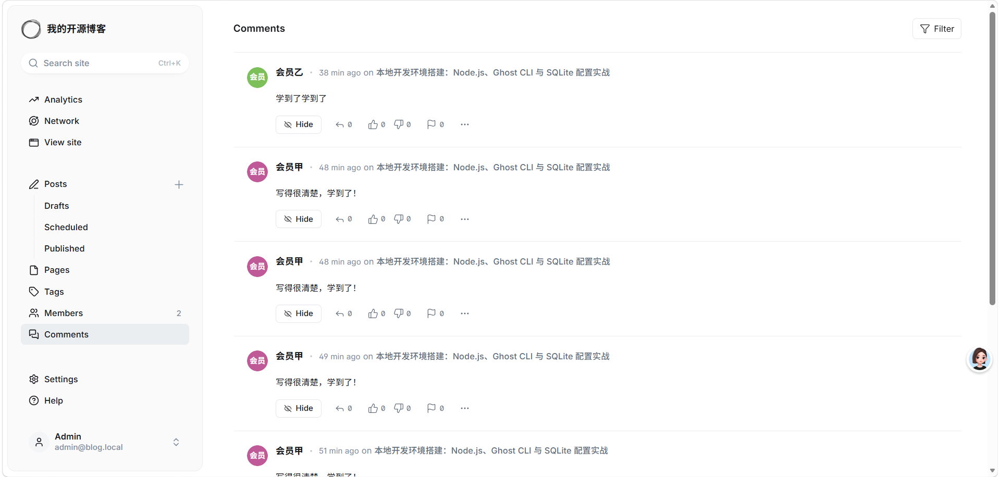 我的开源博客
Search site Ctrl+K
Analytics
Network
View site
Posts
Drafts
Scheduled
Published
Pages
Tags
Members 2
Comments
Settings
Help
Admin
admin@blog.local
Comments
Filter
会员 会员乙 · 38 min ago on 本地开发环境搭建：Node.js、Ghost CLI 与 SQLite 配置实战
学到了学到了
Hide 0 0 0 0 ···
会员 会员甲 · 48 min ago on 本地开发环境搭建：Node.js、Ghost CLI 与 SQLite 配置实战
写得很清楚，学到了！
Hide 0 0 0 0 ···
会员 会员甲 · 48 min ago on 本地开发环境搭建：Node.js、Ghost CLI 与 SQLite 配置实战
写得很清楚，学到了！
Hide 0 0 0 0 ···
会员 会员甲 · 49 min ago on 本地开发环境搭建：Node.js、Ghost CLI 与 SQLite 配置实战
写得很清楚，学到了！
Hide 0 0 0 0 ···
会员 会员甲 · 51 min ago on 本地开发环境搭建：Node.js、Ghost CLI 与 SQLite 配置实战
写得很清楚，学到了！